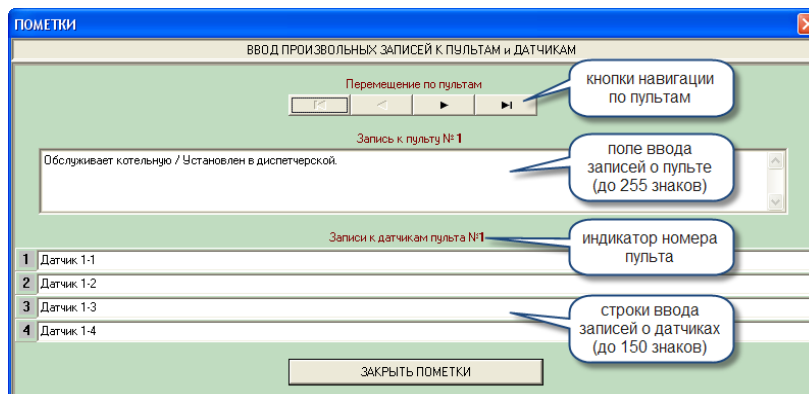 ПОМЕТКИ
ВВОД ПРОИЗВОЛЬНЫХ ЗАПИСЕЙ К ПУЛЬТАМ и ДАТЧИКАМ
Перемещение по пультам
кнопки навигации
по пультам
Запись к пульту № 1
Обслуживает котельную / Установлен в диспетчерской.
поле ввода
записей о пульте
(до 255 знаков)
Записи к датчикам пульта №1
индикатор номера
пульта
1 Датчик 1-1
2 Датчик 1-2
3 Датчик 1-3
4 Датчик 1-4
строки ввода
записей о датчиках
(до 150 знаков)
ЗАКРЫТЬ ПОМЕТКИ